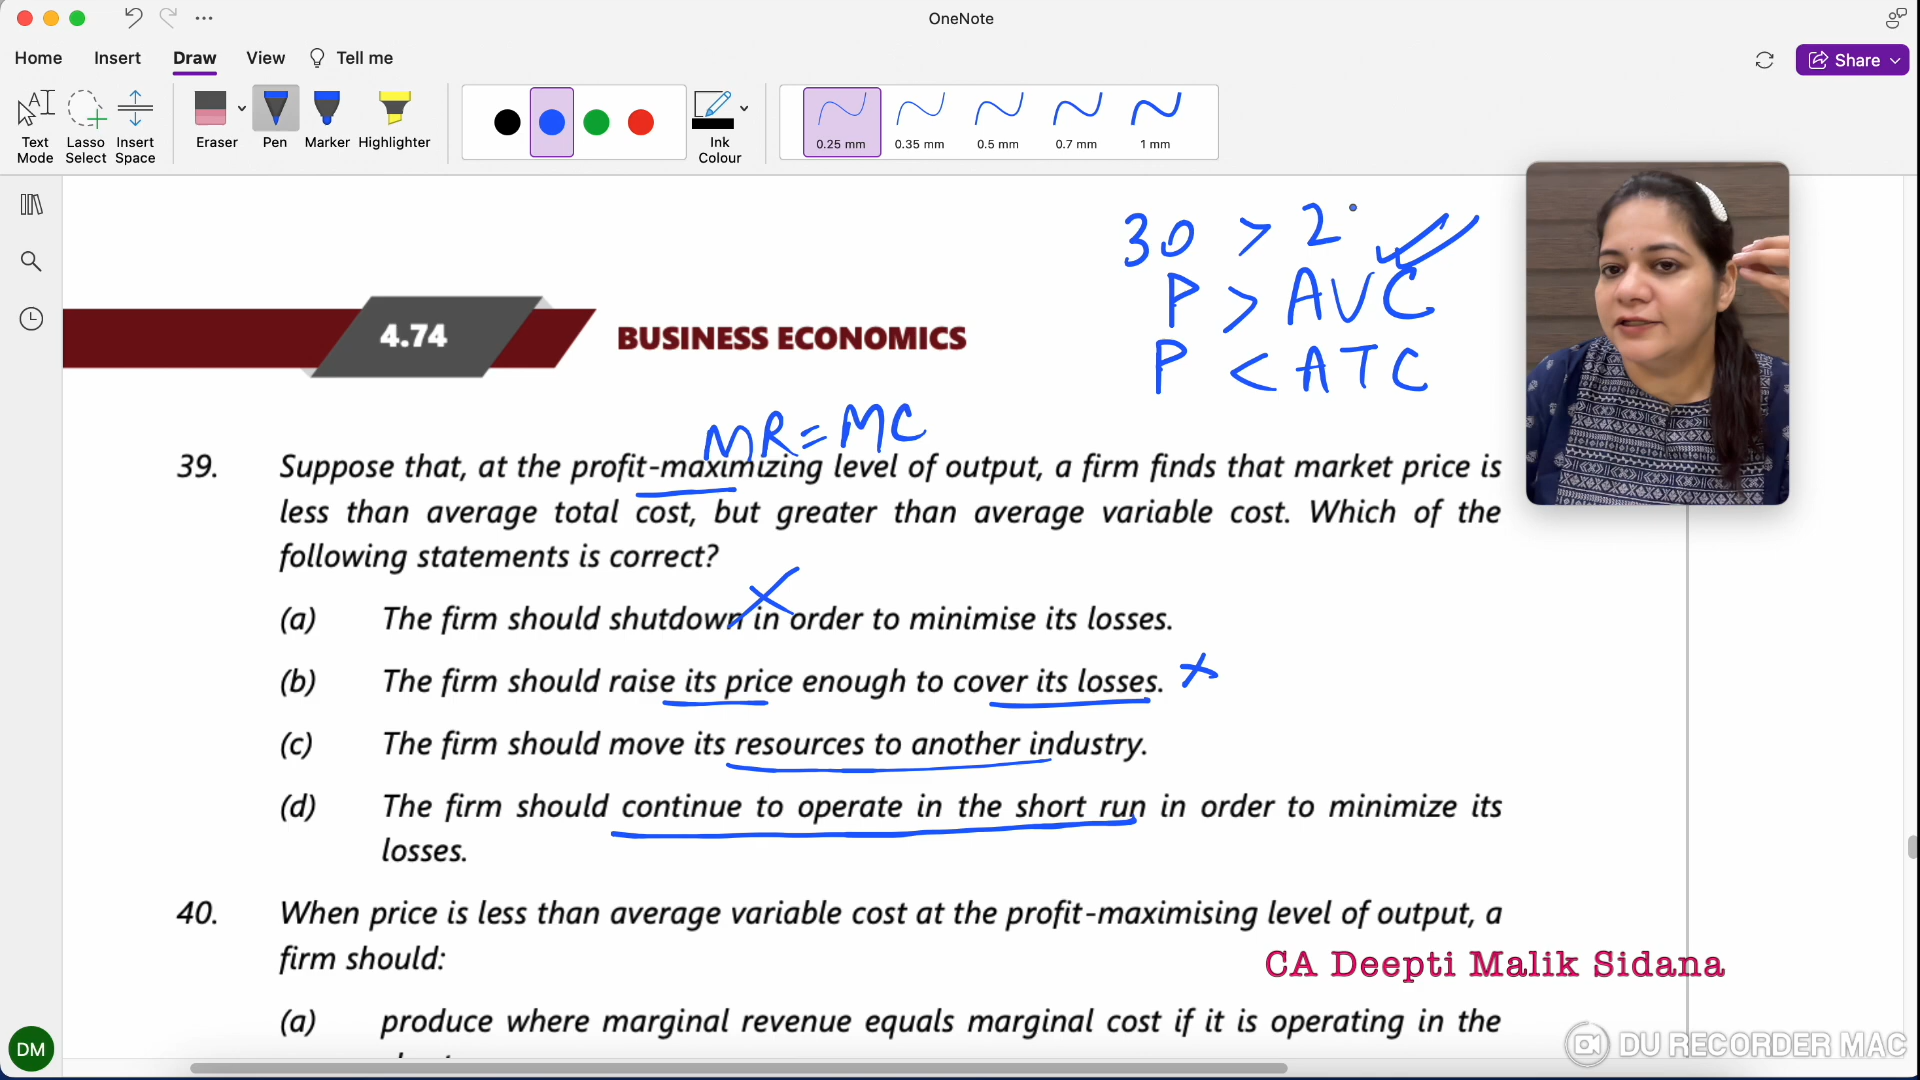 OneNote
Home Insert Draw View Tell me Share
Text Mode Lasso Select Insert Space Eraser Pen Marker Highlighter Ink Colour 0.25 mm 0.35 mm 0.5 mm 0.7 mm 1 mm
30 > 2
P > AVC
P < ATC
4.74 BUSINESS ECONOMICS
MR = MC
39. Suppose that, at the profit-maximizing level of output, a firm finds that market price is
less than average total cost, but greater than average variable cost. Which of the
following statements is correct?
(a) The firm should shutdown in order to minimise its losses.
(b) The firm should raise its price enough to cover its losses.
(c) The firm should move its resources to another industry.
(d) The firm should continue to operate in the short run in order to minimize its
losses.
40. When price is less than average variable cost at the profit-maximising level of output, a
firm should:
CA Deepti Malik Sidana
(a) produce where marginal revenue equals marginal cost if it is operating in the
DM
DU RECORDER MAC